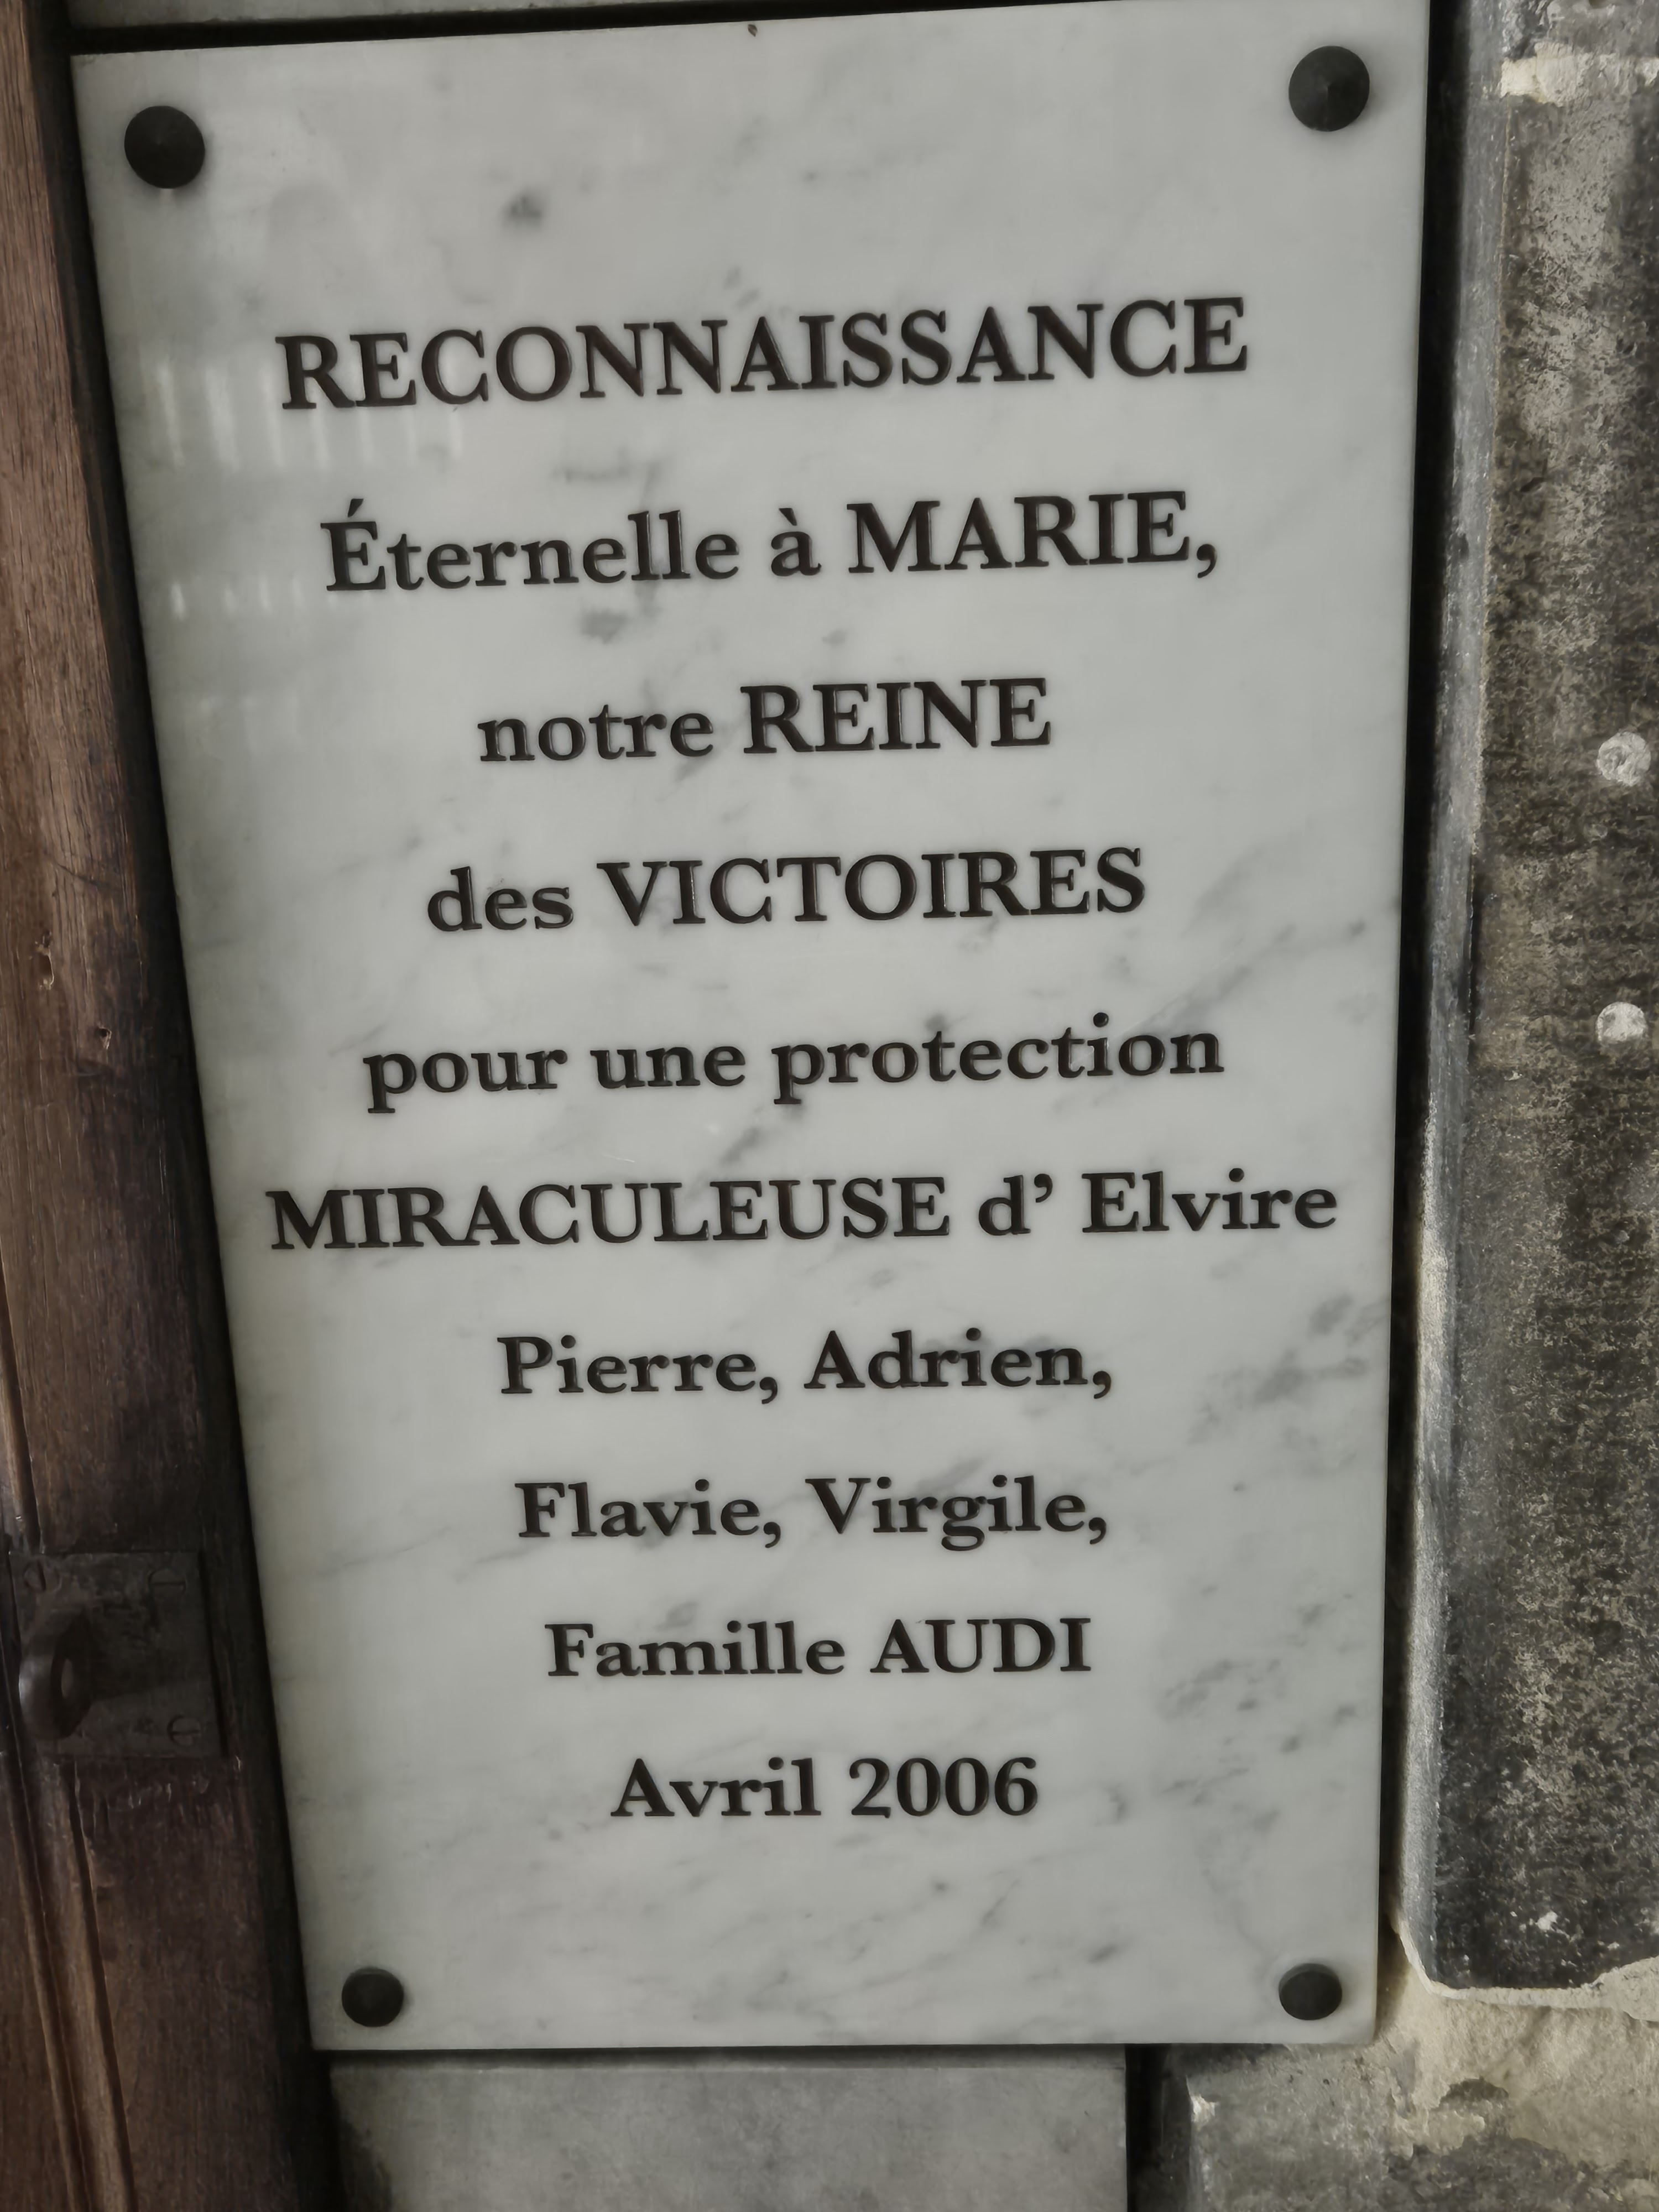 RECONNAISSANCE
Éternelle à MARIE,
notre REINE
des VICTOIRES
pour une protection
MIRACULEUSE d’ Elvire
Pierre, Adrien,
Flavie, Virgile,
Famille AUDI
Avril 2006